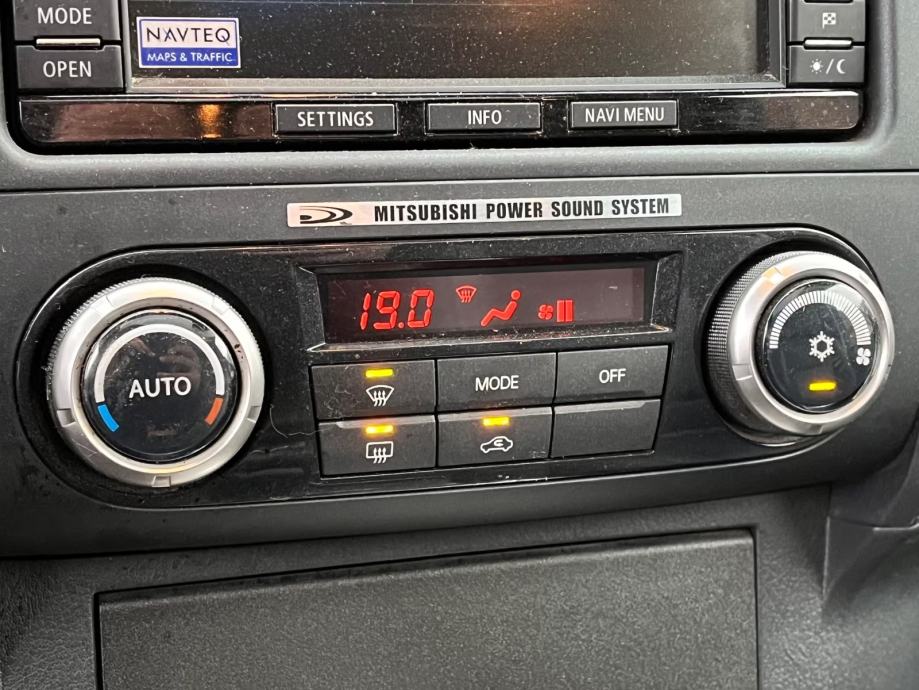 MODE
NAVTEQ
MAPS & TRAFFIC
OPEN
SETTINGS
INFO
NAVI MENU
MITSUBISHI POWER SOUND SYSTEM
19.0
AUTO
MODE
OFF